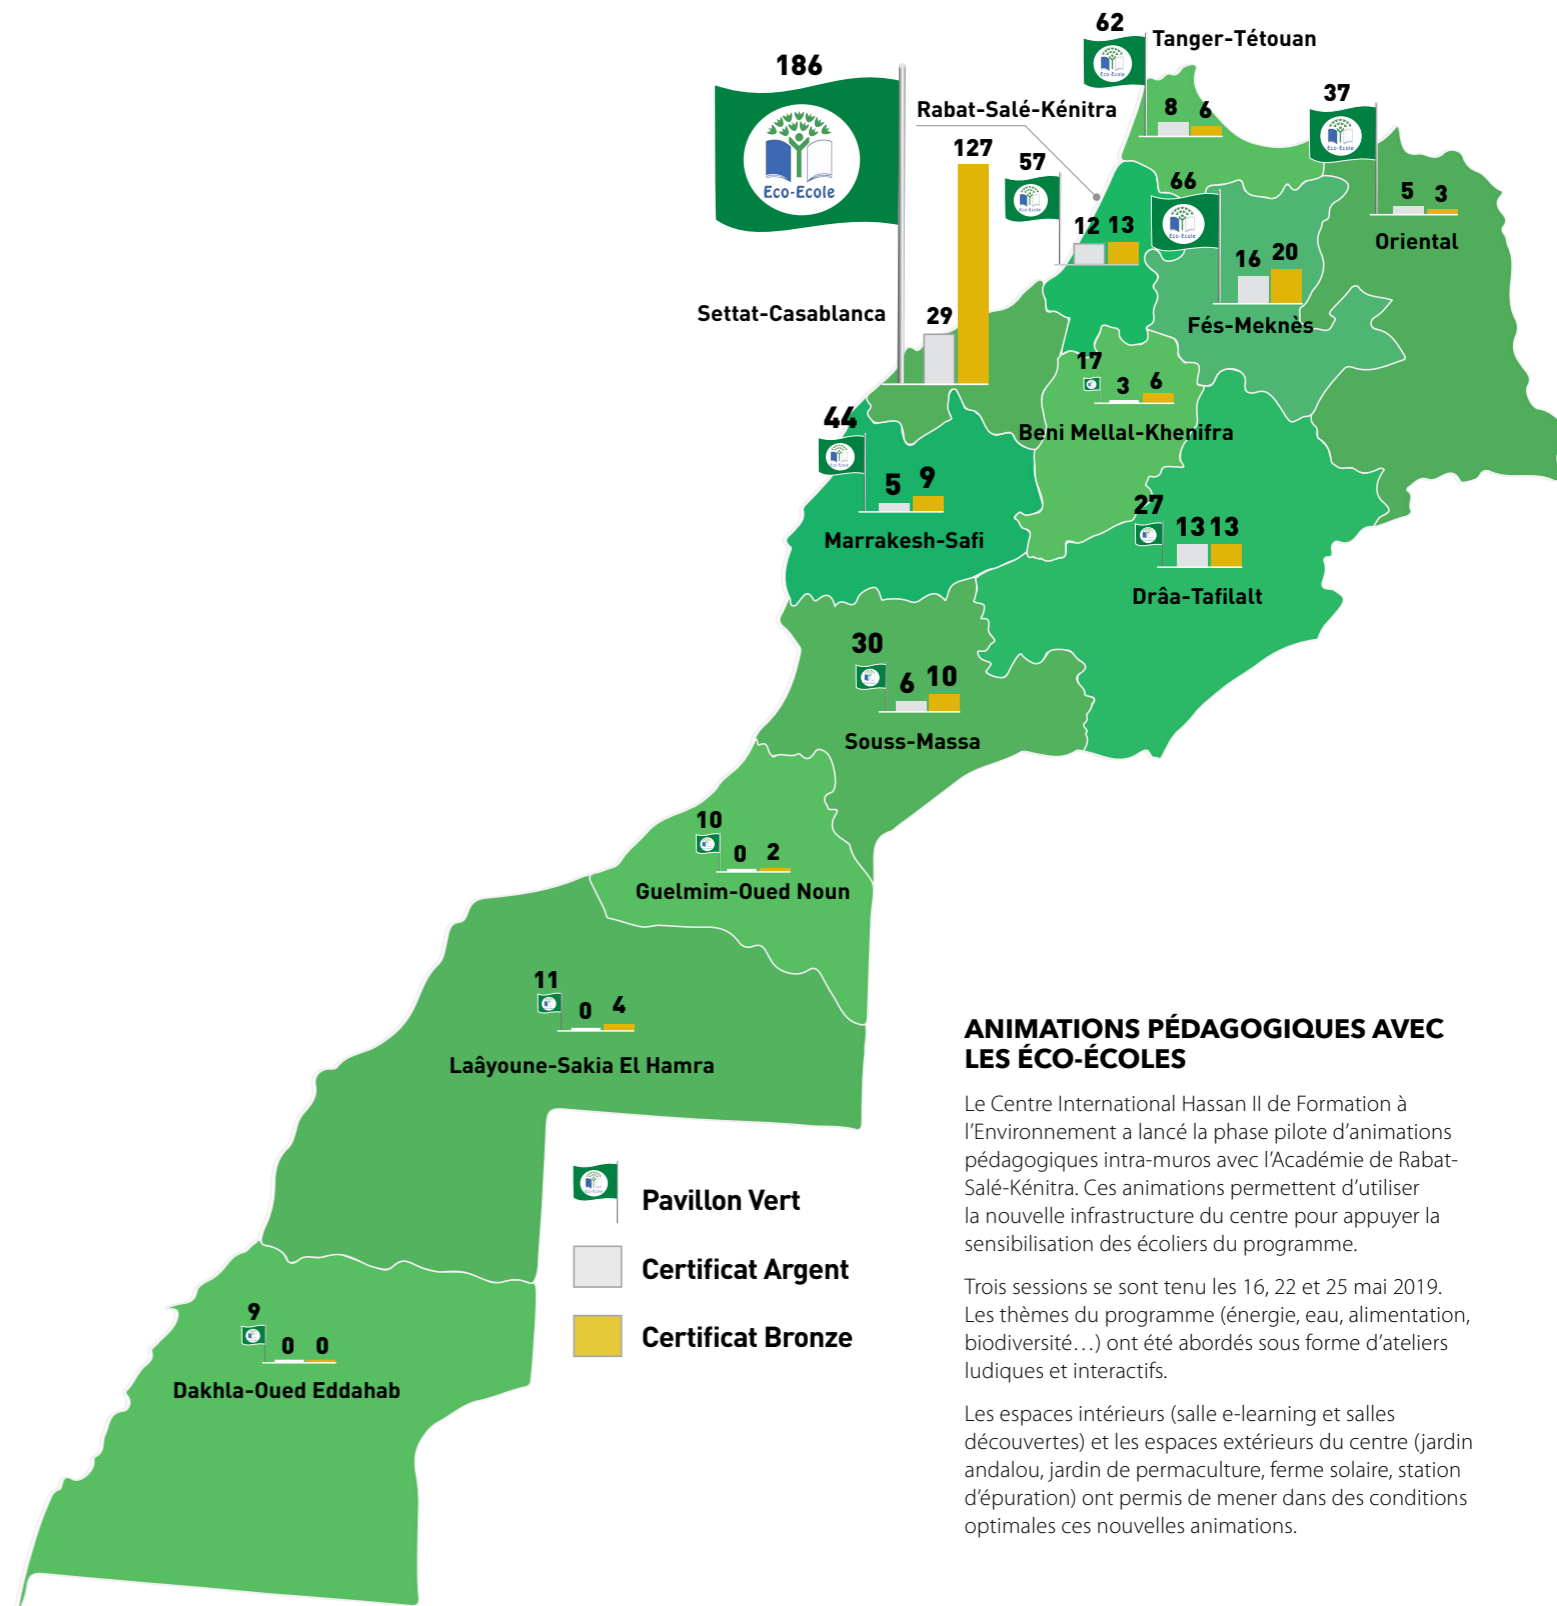 62
Tanger-Tétouan
8
6
186
Eco-Ecole
Rabat-Salé-Kénitra
37
Eco-Ecole
5
3
Oriental
127
57
12
13
66
Eco-Ecole
16
20
Fés-Meknès
Settat-Casablanca
29
17
3
6
Beni Mellal-Khenifra
44
5
9
Marrakesh-Safi
27
13
13
Drâa-Tafilalt
30
6
10
Souss-Massa
10
0
2
Guelmim-Oued Noun
11
0
4
Laâyoune-Sakia El Hamra
9
0
0
Dakhla-Oued Eddahab
Pavillon Vert
Certificat Argent
Certificat Bronze
ANIMATIONS PÉDAGOGIQUES AVEC
LES ÉCO-ÉCOLES
Le Centre International Hassan II de Formation à
l’Environnement a lancé la phase pilote d’animations
pédagogiques intra-muros avec l’Académie de Rabat-
Salé-Kénitra. Ces animations permettent d’utiliser
la nouvelle infrastructure du centre pour appuyer la
sensibilisation des écoliers du programme.
Trois sessions se sont tenu les 16, 22 et 25 mai 2019.
Les thèmes du programme (énergie, eau, alimentation,
biodiversité…) ont été abordés sous forme d’ateliers
ludiques et interactifs.
Les espaces intérieurs (salle e-learning et salles
découvertes) et les espaces extérieurs du centre (jardin
andalou, jardin de permaculture, ferme solaire, station
d’épuration) ont permis de mener dans des conditions
optimales ces nouvelles animations.